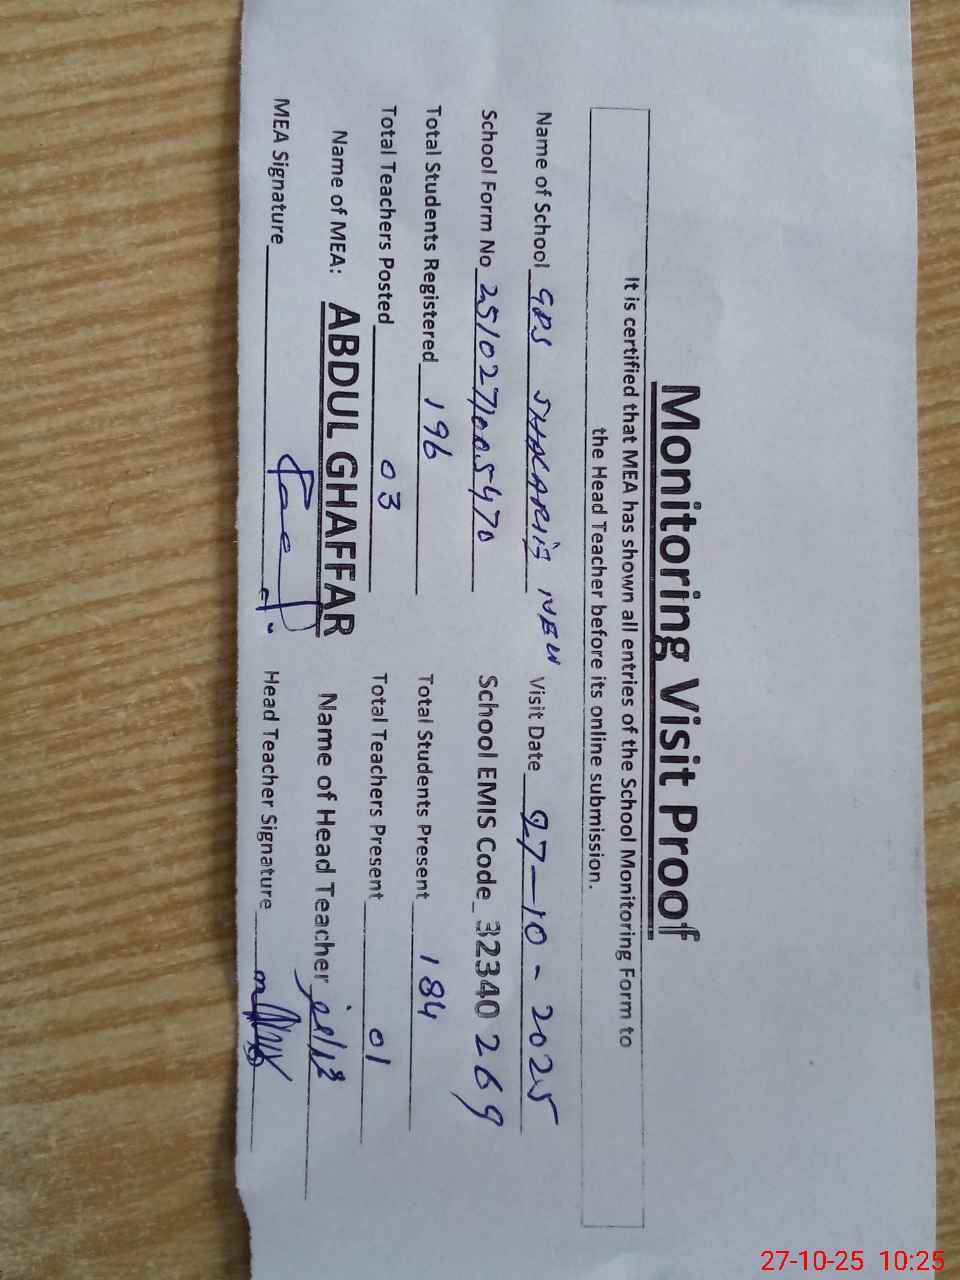 Monitoring Visit Proof
It is certified that MEA has shown all entries of the School Monitoring Form to
the Head Teacher before its online submission.
Name of School GPS SHKARIA NEW Visit Date 27-10-2025
School Form No 2510271005470 School EMIS Code 32340269
Total Students Registered 196 Total Students Present 184
Total Teachers Posted 03 Total Teachers Present 01
Name of MEA: ABDUL GHAFFAR Name of Head Teacher
MEA Signature Head Teacher Signature
27-10-25 10:25